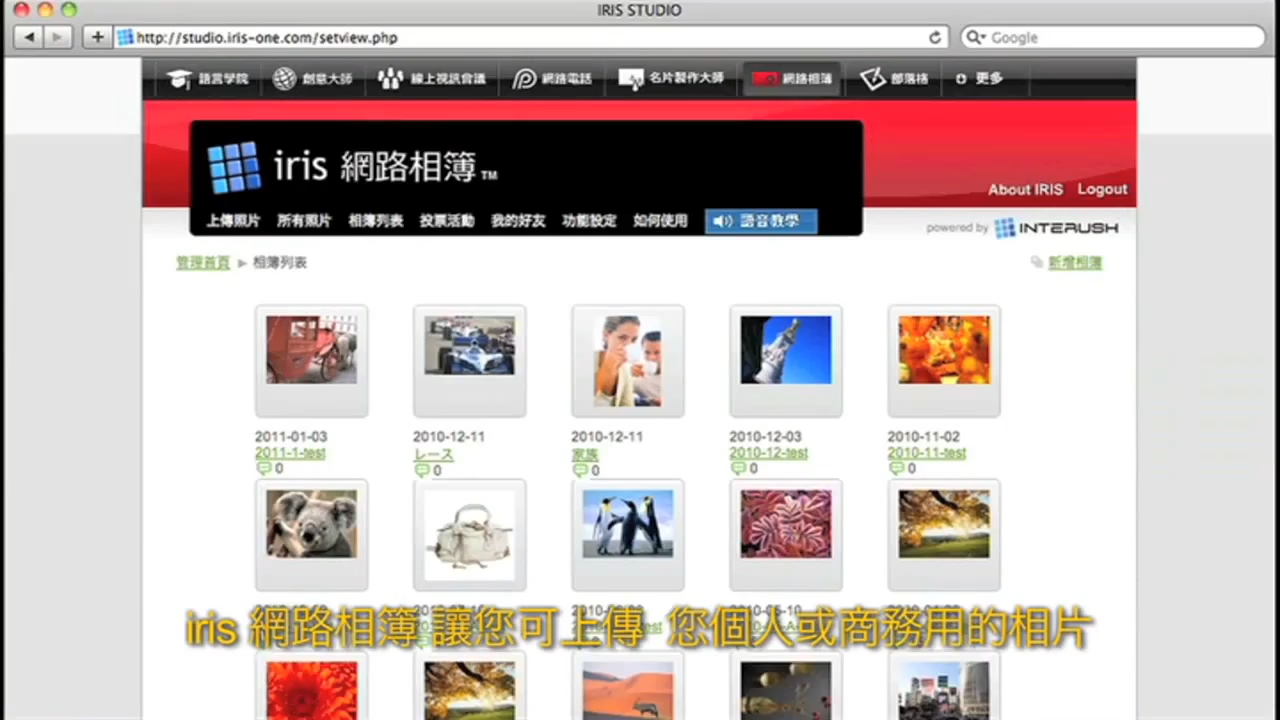 IRIS STUDIO
http://studio.iris-one.com/setview.php
Google
語言學院 創意大師 線上視訊會議 網路電話 名片製作大師 網路相簿 部落格 更多
iris 網路相簿 TM
About IRIS Logout
上傳照片 所有照片 相簿列表 投票活動 我的好友 功能設定 如何使用 語音教學
powered by INTERUSH
管理首頁 ▶ 相簿列表 新增相簿
2011-01-03 2010-12-11 2010-12-11 2010-12-03 2010-11-02
2011-1-test レース 家族 2010-12-test 2010-11-test
0 0 0 0 0
iris 網路相簿 讓您可上傳 您個人或商務用的相片